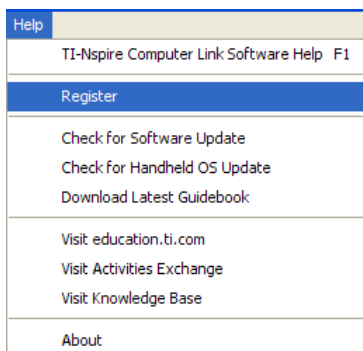 Help
TI-Nspire Computer Link Software Help F1
Register
Check for Software Update
Check for Handheld OS Update
Download Latest Guidebook
Visit education.ti.com
Visit Activities Exchange
Visit Knowledge Base
About